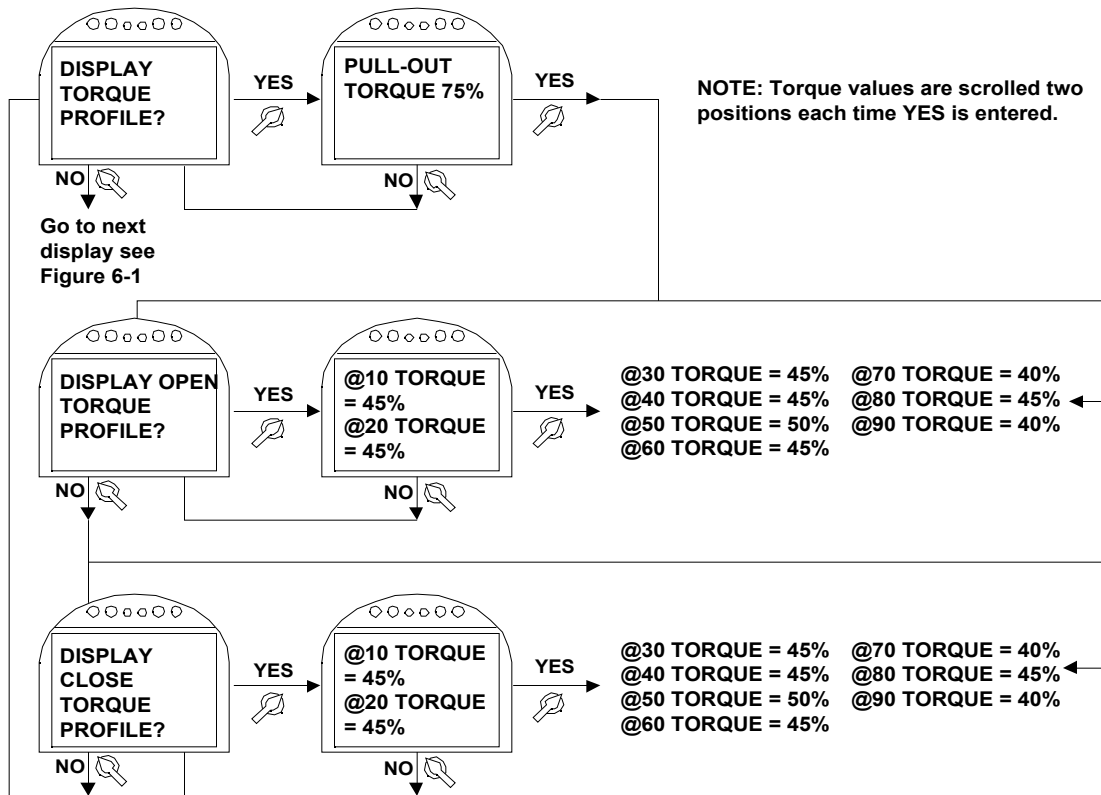 DISPLAY
TORQUE
PROFILE?
YES
PULL-OUT
TORQUE 75%
YES
NOTE: Torque values are scrolled two
positions each time YES is entered.
NO
NO
Go to next
display see
Figure 6-1
DISPLAY OPEN
TORQUE
PROFILE?
YES
@10 TORQUE
= 45%
@20 TORQUE
= 45%
YES
@30 TORQUE = 45%
@40 TORQUE = 45%
@50 TORQUE = 50%
@60 TORQUE = 45%
@70 TORQUE = 40%
@80 TORQUE = 45%
@90 TORQUE = 40%
NO
NO
DISPLAY
CLOSE
TORQUE
PROFILE?
YES
@10 TORQUE
= 45%
@20 TORQUE
= 45%
YES
@30 TORQUE = 45%
@40 TORQUE = 45%
@50 TORQUE = 50%
@60 TORQUE = 45%
@70 TORQUE = 40%
@80 TORQUE = 45%
@90 TORQUE = 40%
NO
NO